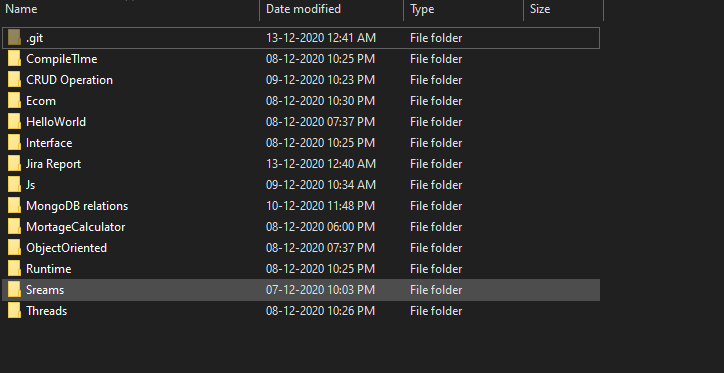 Name Date modified Type Size
.git 13-12-2020 12:41 AM File folder
CompileTIme 08-12-2020 10:25 PM File folder
CRUD Operation 09-12-2020 10:23 PM File folder
Ecom 08-12-2020 10:30 PM File folder
HelloWorld 08-12-2020 07:37 PM File folder
Interface 08-12-2020 10:25 PM File folder
Jira Report 13-12-2020 12:40 AM File folder
Js 09-12-2020 10:34 AM File folder
MongoDB relations 10-12-2020 11:48 PM File folder
MortageCalculator 08-12-2020 06:00 PM File folder
ObjectOriented 08-12-2020 07:37 PM File folder
Runtime 08-12-2020 10:25 PM File folder
Sreams 07-12-2020 10:03 PM File folder
Threads 08-12-2020 10:26 PM File folder